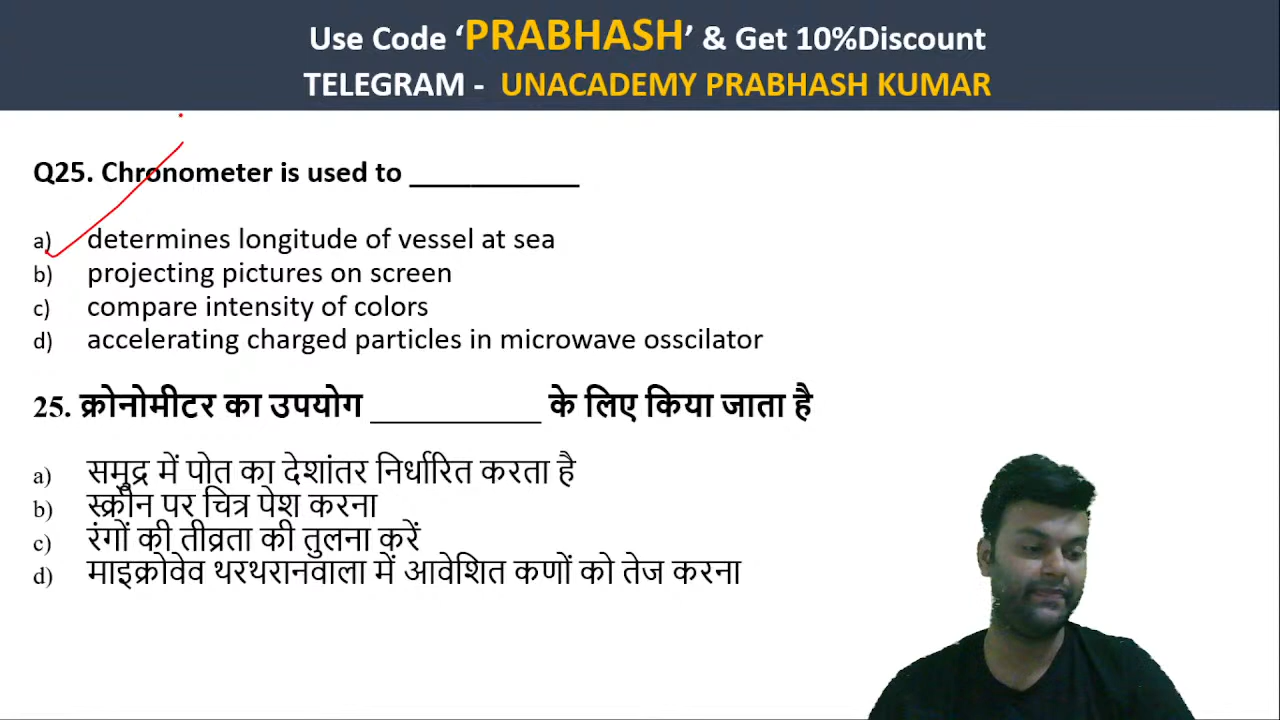 Use Code ‘PRABHASH’ & Get 10%Discount
TELEGRAM - UNACADEMY PRABHASH KUMAR
Q25. Chronometer is used to ____________
a) determines longitude of vessel at sea
b) projecting pictures on screen
c) compare intensity of colors
d) accelerating charged particles in microwave osscilator
25. क्रोनोमीटर का उपयोग ____________ के लिए किया जाता है
a) समुद्र में पोत का देशांतर निर्धारित करता है
b) स्क्रीन पर चित्र पेश करना
c) रंगों की तीव्रता की तुलना करें
d) माइक्रोवेव थरथरानवाला में आवेशित कणों को तेज करना